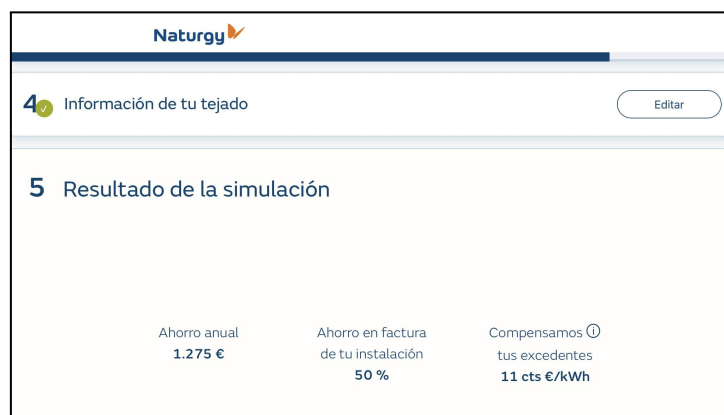 Naturgy
4 Información de tu tejado
Editar
5 Resultado de la simulación
Ahorro anual
1.275 €
Ahorro en factura
de tu instalación
50 %
Compensamos
tus excedentes
11 cts €/kWh